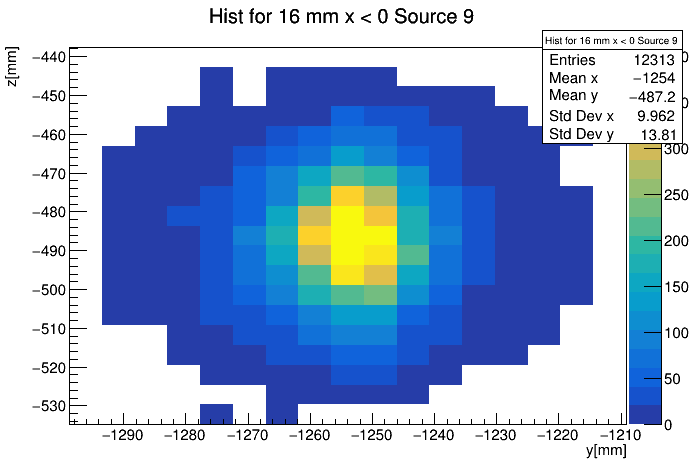 Hist for 16 mm x < 0 Source 9
z[mm]
Hist for 16 mm x < 0 Source 9
Entries 12313
Mean x −1254
Mean y −487.2
Std Dev x 9.962
Std Dev y 13.81
−440
−450
−460
−470
−480
−490
−500
−510
−520
−530
300
250
200
150
100
50
0
−1290 −1280 −1270 −1260 −1250 −1240 −1230 −1220 −1210
y[mm]